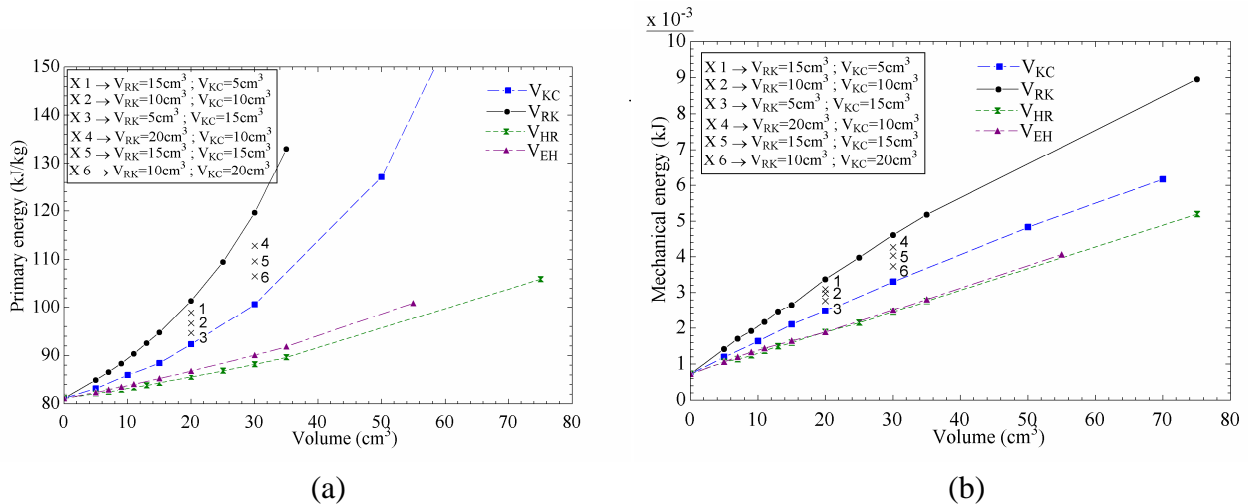 x 10⁻³
(a)
(b)
150
140
130
120
110
100
90
80
Primary energy (kJ/kg)
X 1 → V_RK=15cm³ ; V_KC=5cm³
X 2 → V_RK=10cm³ ; V_KC=10cm³
X 3 → V_RK=5cm³ ; V_KC=15cm³
X 4 → V_RK=20cm³ ; V_KC=10cm³
X 5 → V_RK=15cm³ ; V_KC=15cm³
X 6 → V_RK=10cm³ ; V_KC=20cm³
V_KC
V_RK
V_HR
V_EH
4
5
6
1
2
3
0 10 20 30 40 50 60 70 80
Volume (cm³)
10
9
8
7
6
5
4
3
2
1
0
Mechanical energy (kJ)
X 1 → V_RK=15cm³ ; V_KC=5cm³
X 2 → V_RK=10cm³ ; V_KC=10cm³
X 3 → V_RK=5cm³ ; V_KC=15cm³
X 4 → V_RK=20cm³ ; V_KC=10cm³
X 5 → V_RK=15cm³ ; V_KC=15cm³
X 6 → V_RK=10cm³ ; V_KC=20cm³
V_KC
V_RK
V_HR
V_EH
4
5
6
1
2
3
0 10 20 30 40 50 60 70 80
Volume (cm³)
(a)
(b)